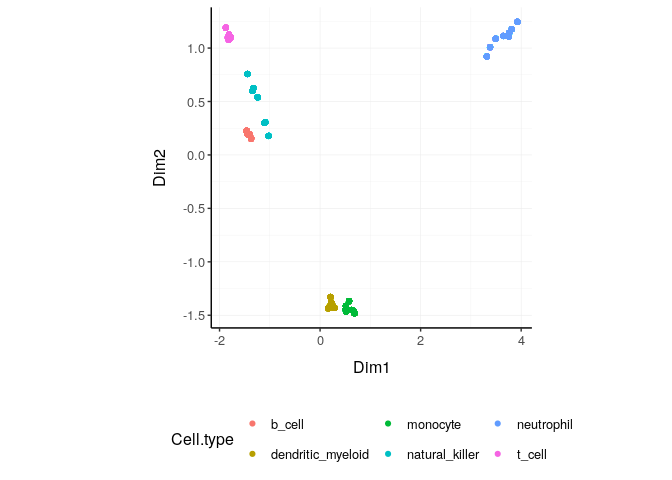 1.0
0.5
0.0
-0.5
-1.0
-1.5
Dim2
-2 0 2 4
Dim1
Cell.type
b_cell monocyte neutrophil
dendritic_myeloid natural_killer t_cell